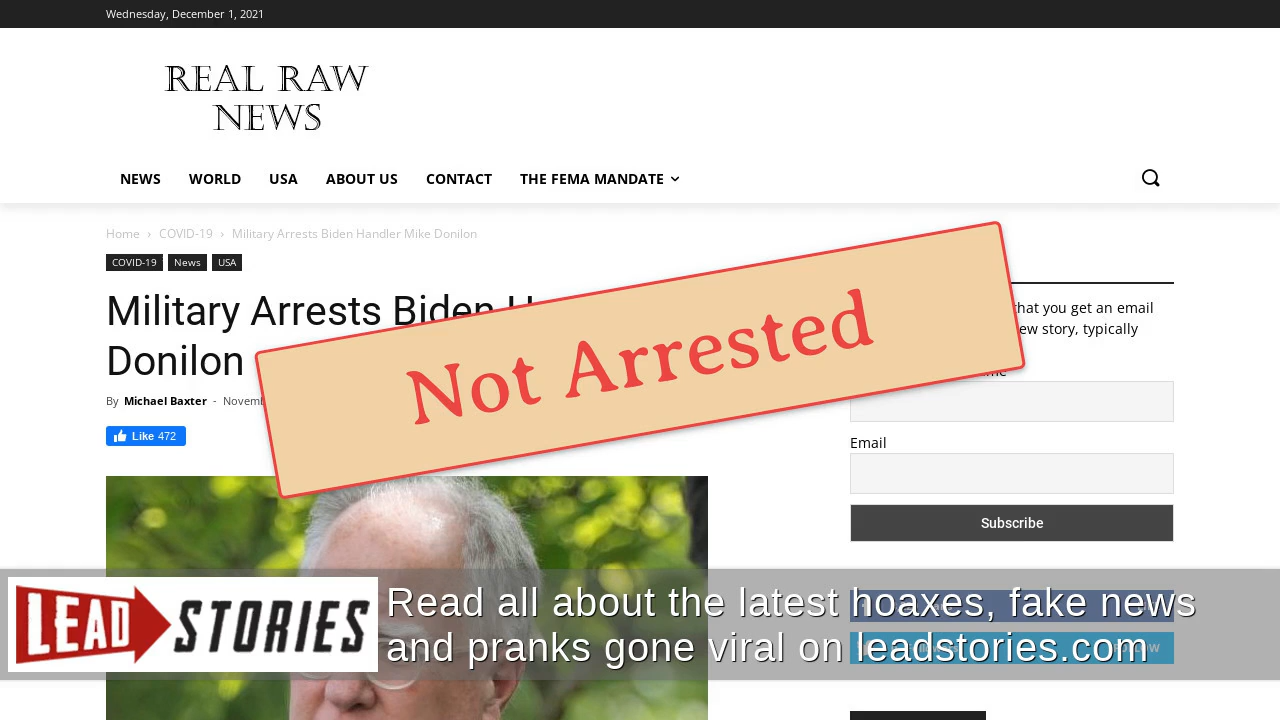 Wednesday, December 1, 2021
REAL RAW
NEWS
NEWS WORLD USA ABOUT US CONTACT THE FEMA MANDATE
Home › COVID-19 › Military Arrests Biden Handler Mike Donilon
COVID-19 News USA
Military Arrests Biden
Donilon
By Michael Baxter -
Like 472
Not Arrested
that you get an email
story, typically
Email
Subscribe
LEAD STORIES
Read all about the latest hoaxes, fake news
and pranks gone viral on leadstories.com